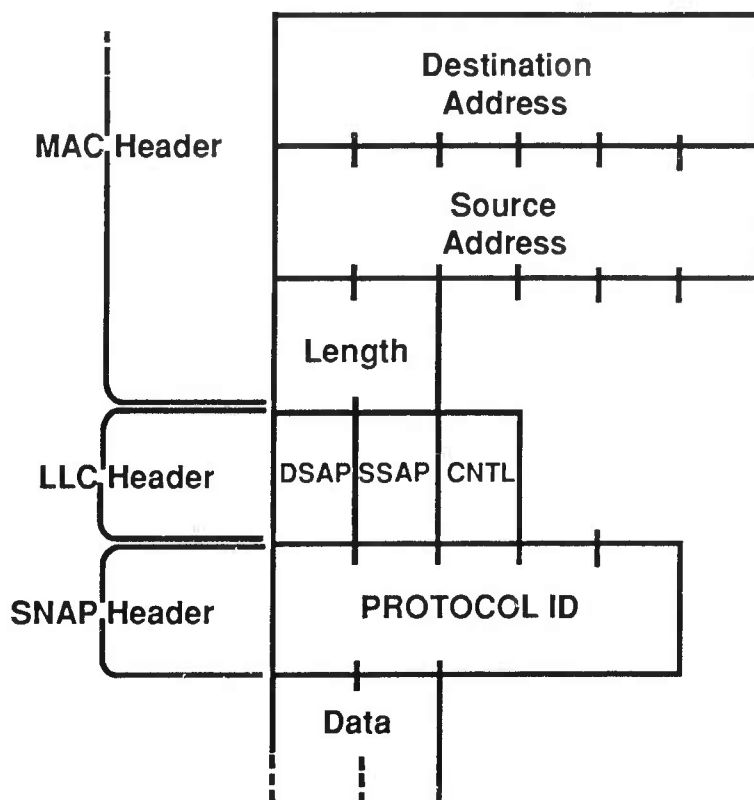 Destination
Address
MAC Header
Source
Address
Length
LLC Header
DSAP SSAP CNTL
SNAP Header
PROTOCOL ID
Data